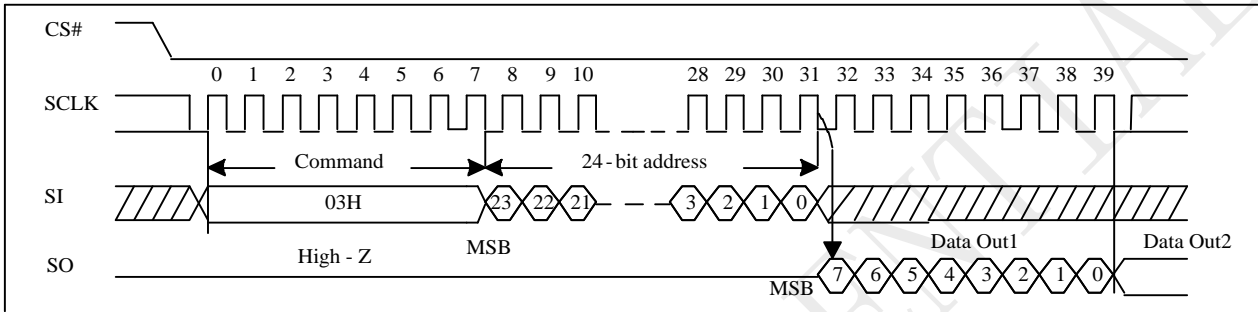 CS#
0 1 2 3 4 5 6 7 8 9 10 28 29 30 31 32 33 34 35 36 37 38 39
SCLK
Command 24-bit address
SI 03H 23 22 21 3 2 1 0
MSB Data Out1 Data Out2
High - Z
SO MSB 7 6 5 4 3 2 1 0